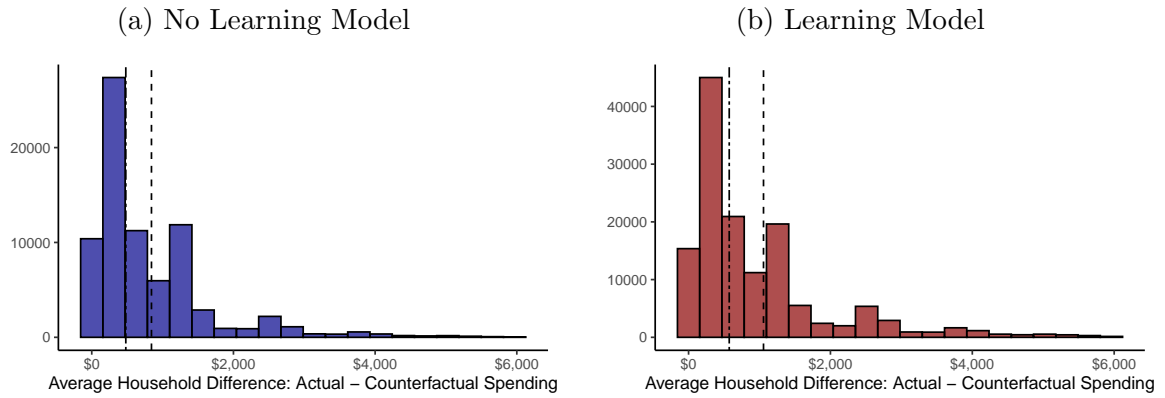 (a) No Learning Model
20000
10000
0
$0 $2,000 $4,000 $6,000
Average Household Difference: Actual − Counterfactual Spending
(b) Learning Model
40000
30000
20000
10000
0
$0 $2,000 $4,000 $6,000
Average Household Difference: Actual − Counterfactual Spending